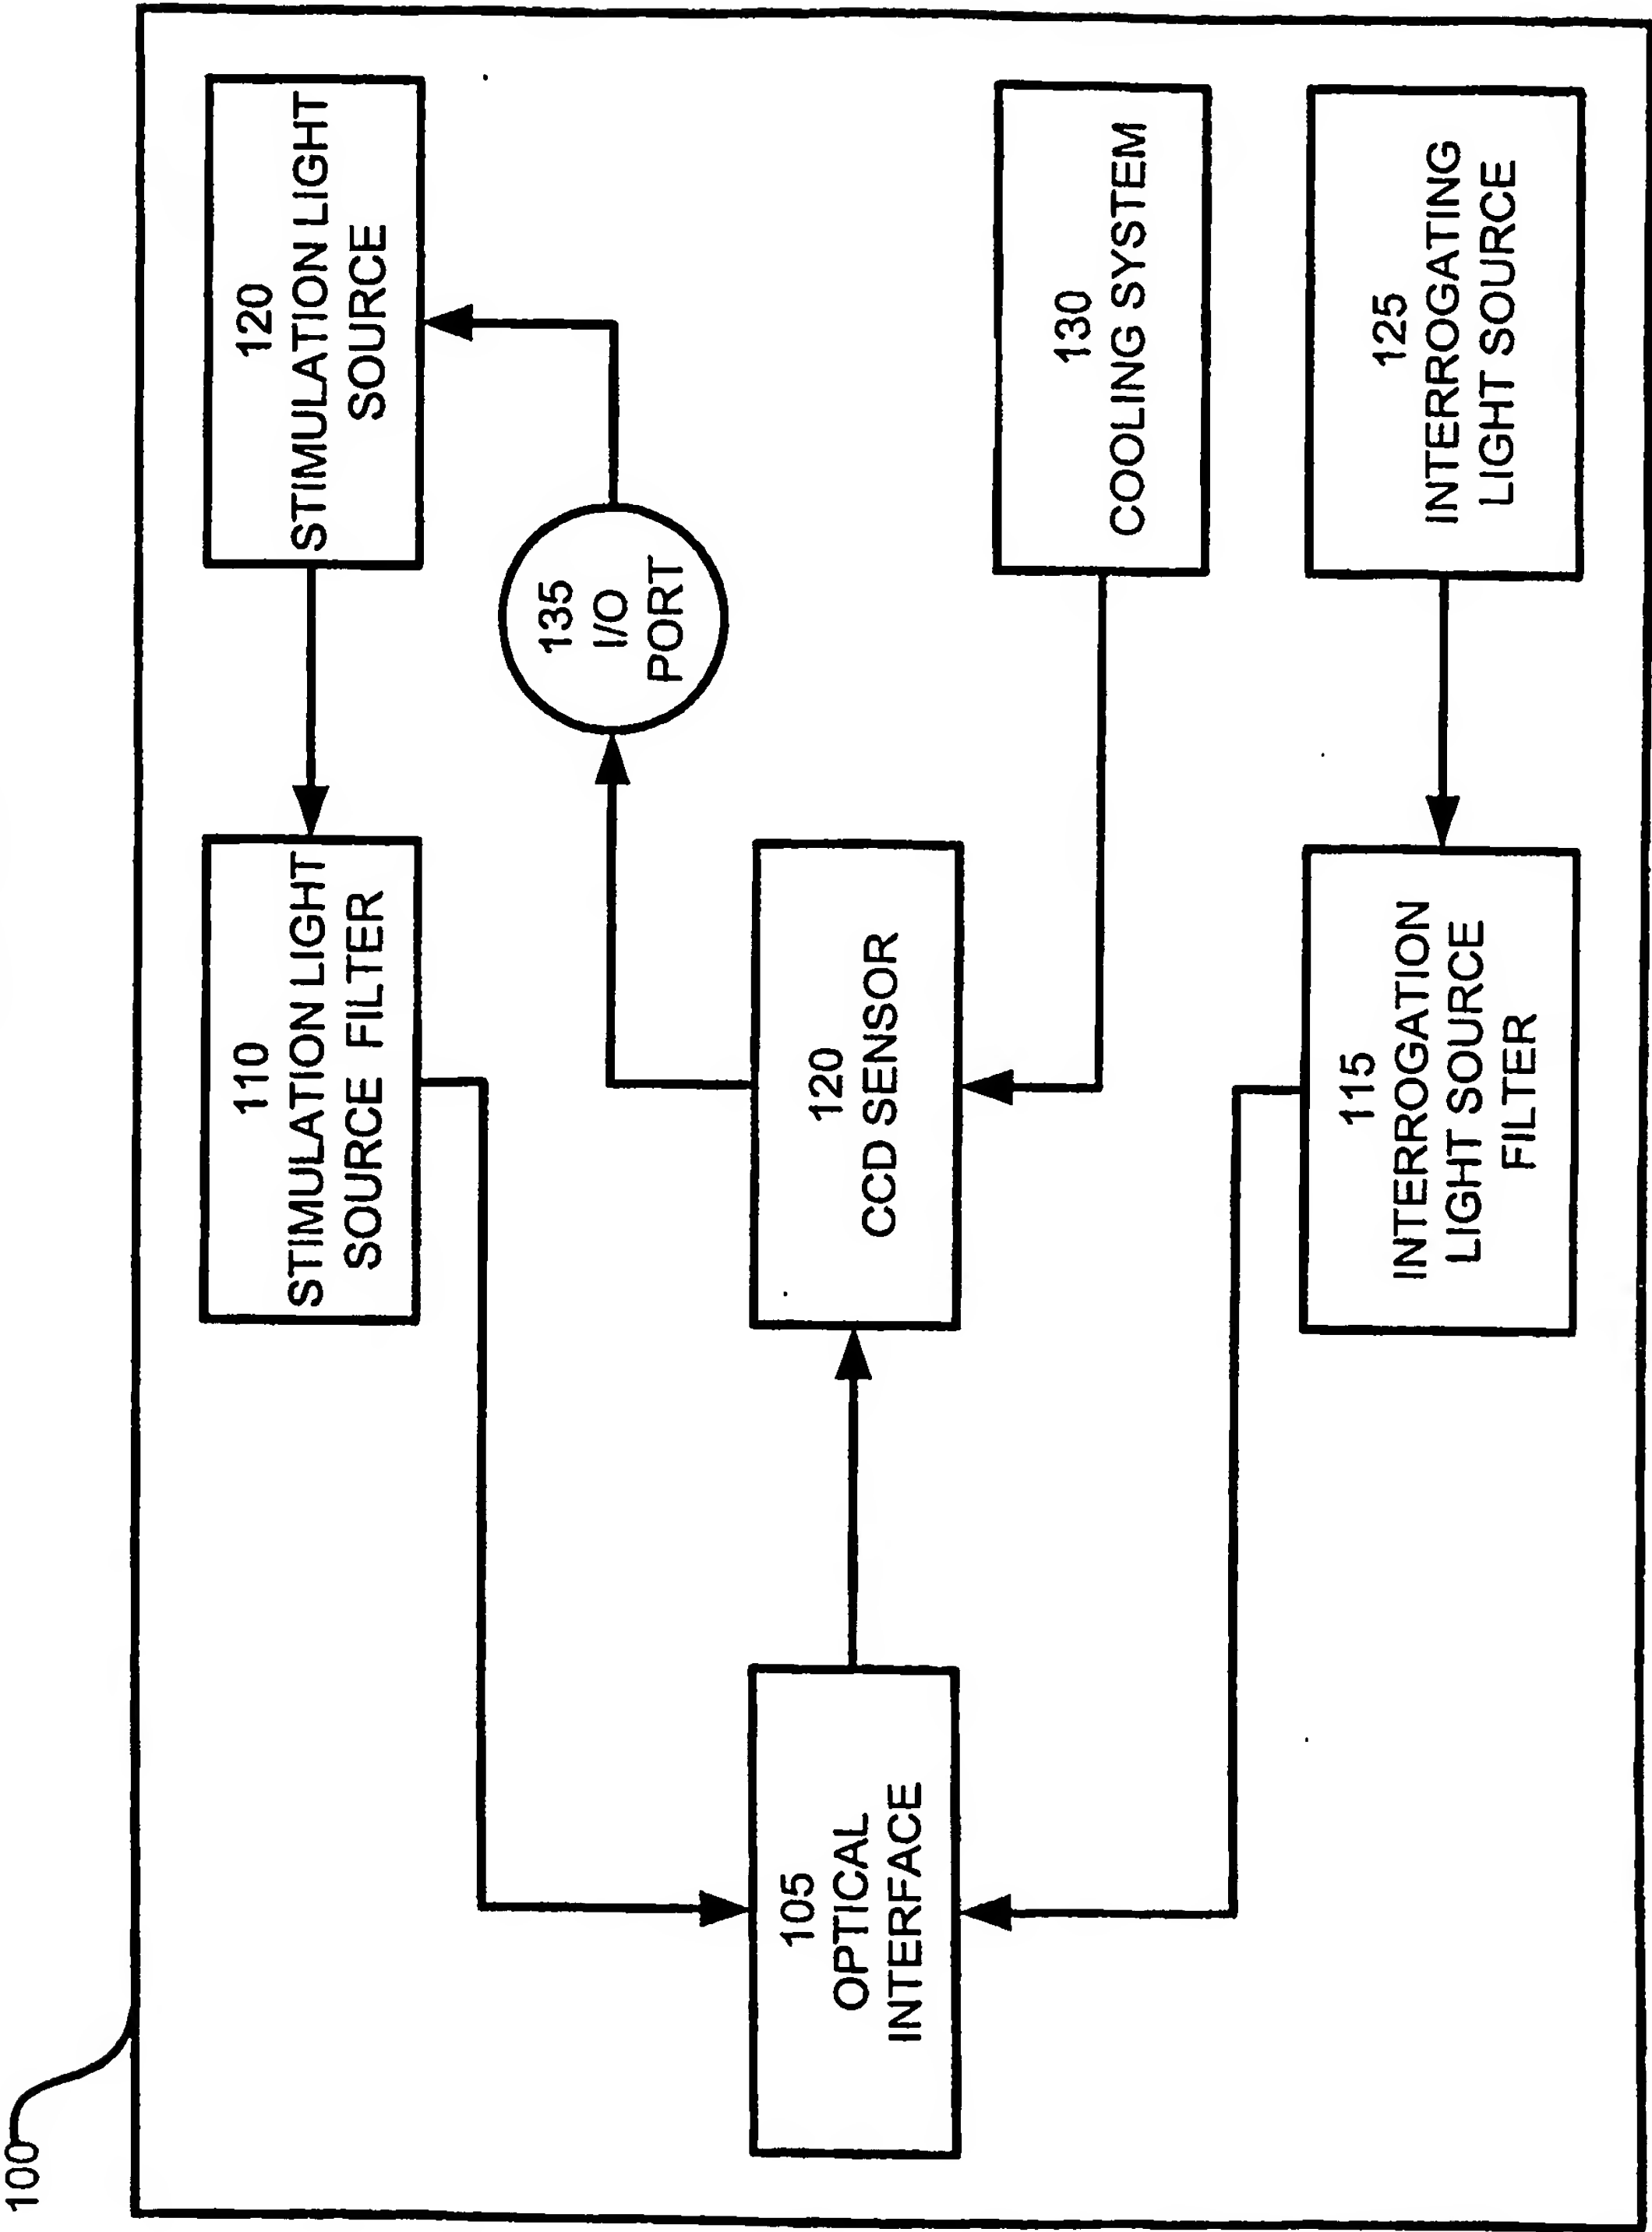 100
120
STIMULATION LIGHT
SOURCE
110
STIMULATION LIGHT
SOURCE FILTER
135
I/O
PORT
105
OPTICAL
INTERFACE
120
CCD SENSOR
130
COOLING SYSTEM
115
INTERROGATION
LIGHT SOURCE
FILTER
125
INTERROGATING
LIGHT SOURCE